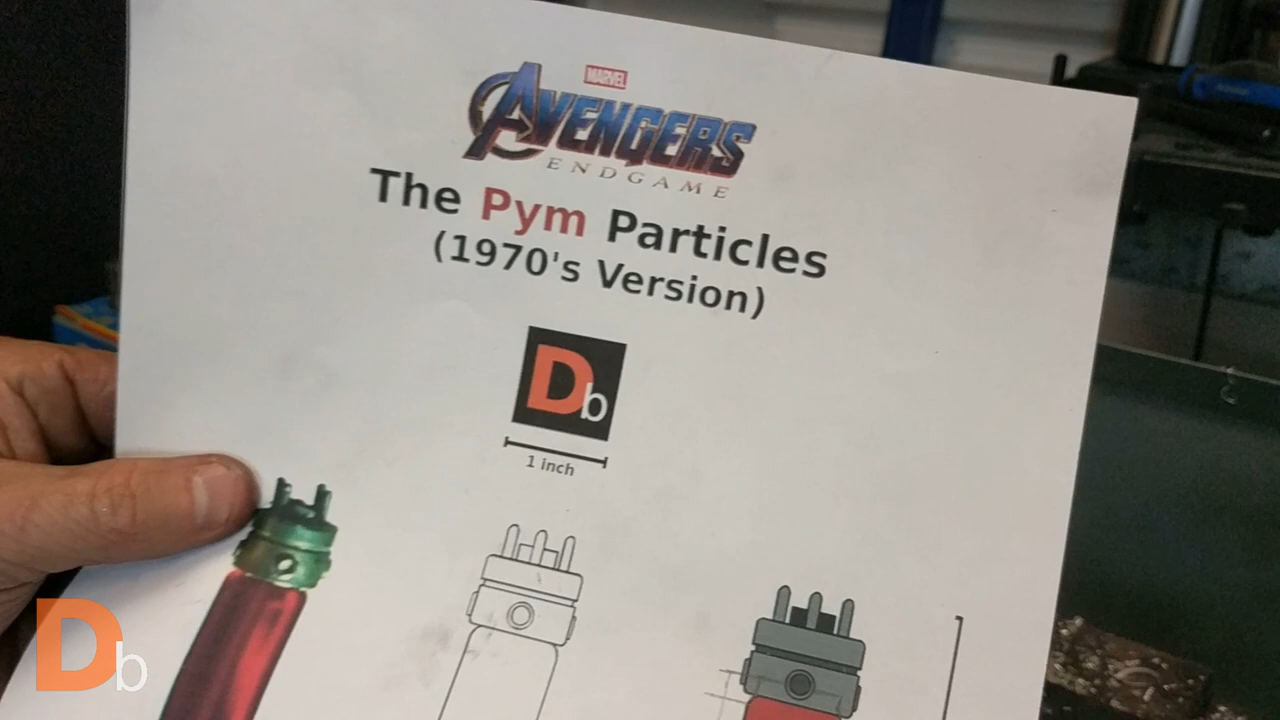 MARVEL
AVENGERS
ENDGAME
The Pym Particles
(1970's Version)
Db
1 inch
Db